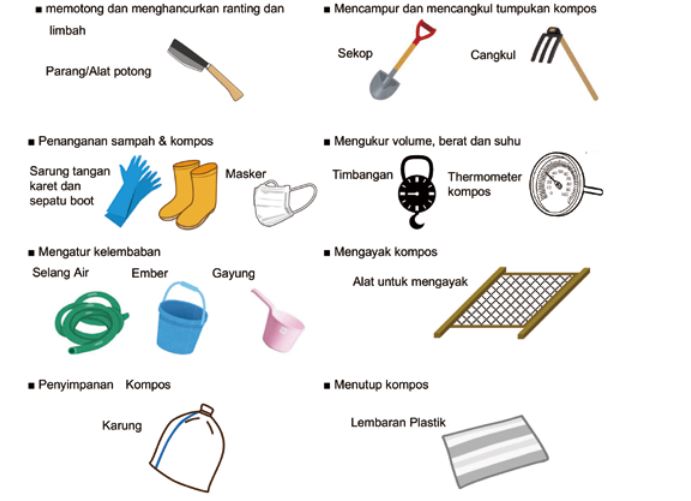 ■ memotong dan menghancurkan ranting dan
limbah
Parang/Alat potong
■ Mencampur dan mencangkul tumpukan kompos
Sekop
Cangkul
■ Penanganan sampah & kompos
Sarung tangan
karet dan
sepatu boot
Masker
■ Mengukur volume, berat dan suhu
Timbangan
Thermometer
kompos
■ Mengatur kelembaban
Selang Air
Ember
Gayung
■ Mengayak kompos
Alat untuk mengayak
■ Penyimpanan Kompos
Karung
■ Menutup kompos
Lembaran Plastik